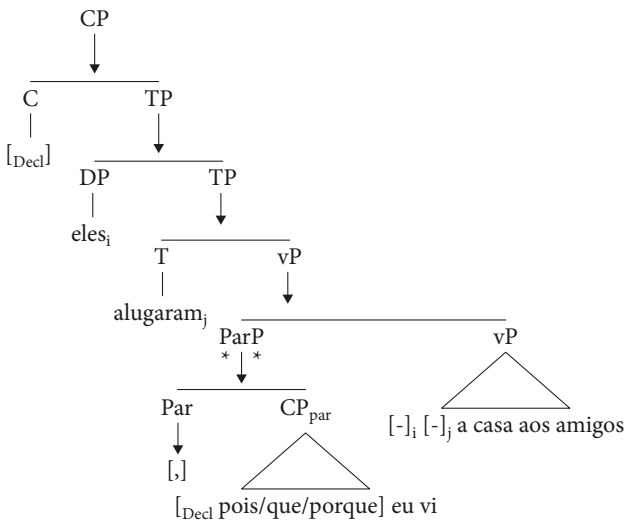 CP
C TP
[Decl]
DP TP
elesi
T vP
alugaramj
ParP vP
* *
Par CPpar
[-]i [-]j a casa aos amigos
[,]
[Decl pois/que/porque] eu vi